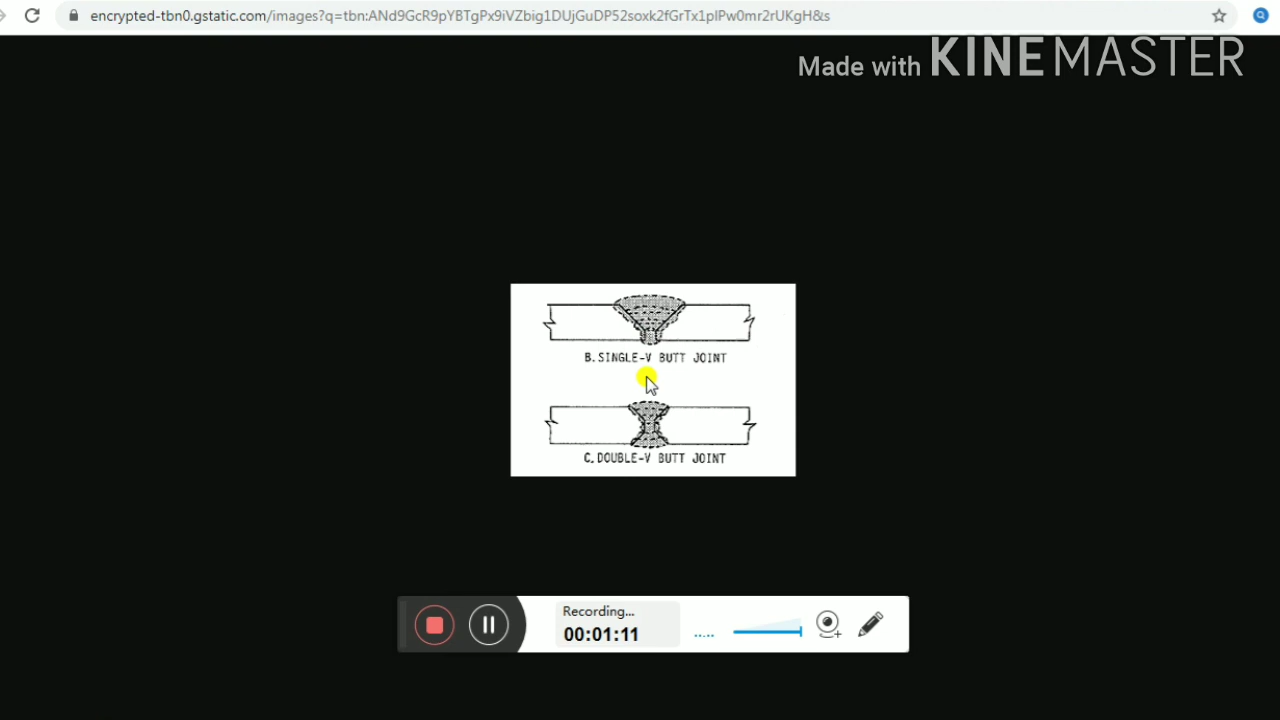 encrypted-tbn0.gstatic.com/images?q=tbn:ANd9GcR9pYBTgPx9iVZbig1DUjGuDP52soxk2fGrTx1plPw0mr2rUKgH&s
Made with KINEMASTER
B.SINGLE-V BUTT JOINT
C.DOUBLE-V BUTT JOINT
Recording...
00:01:11